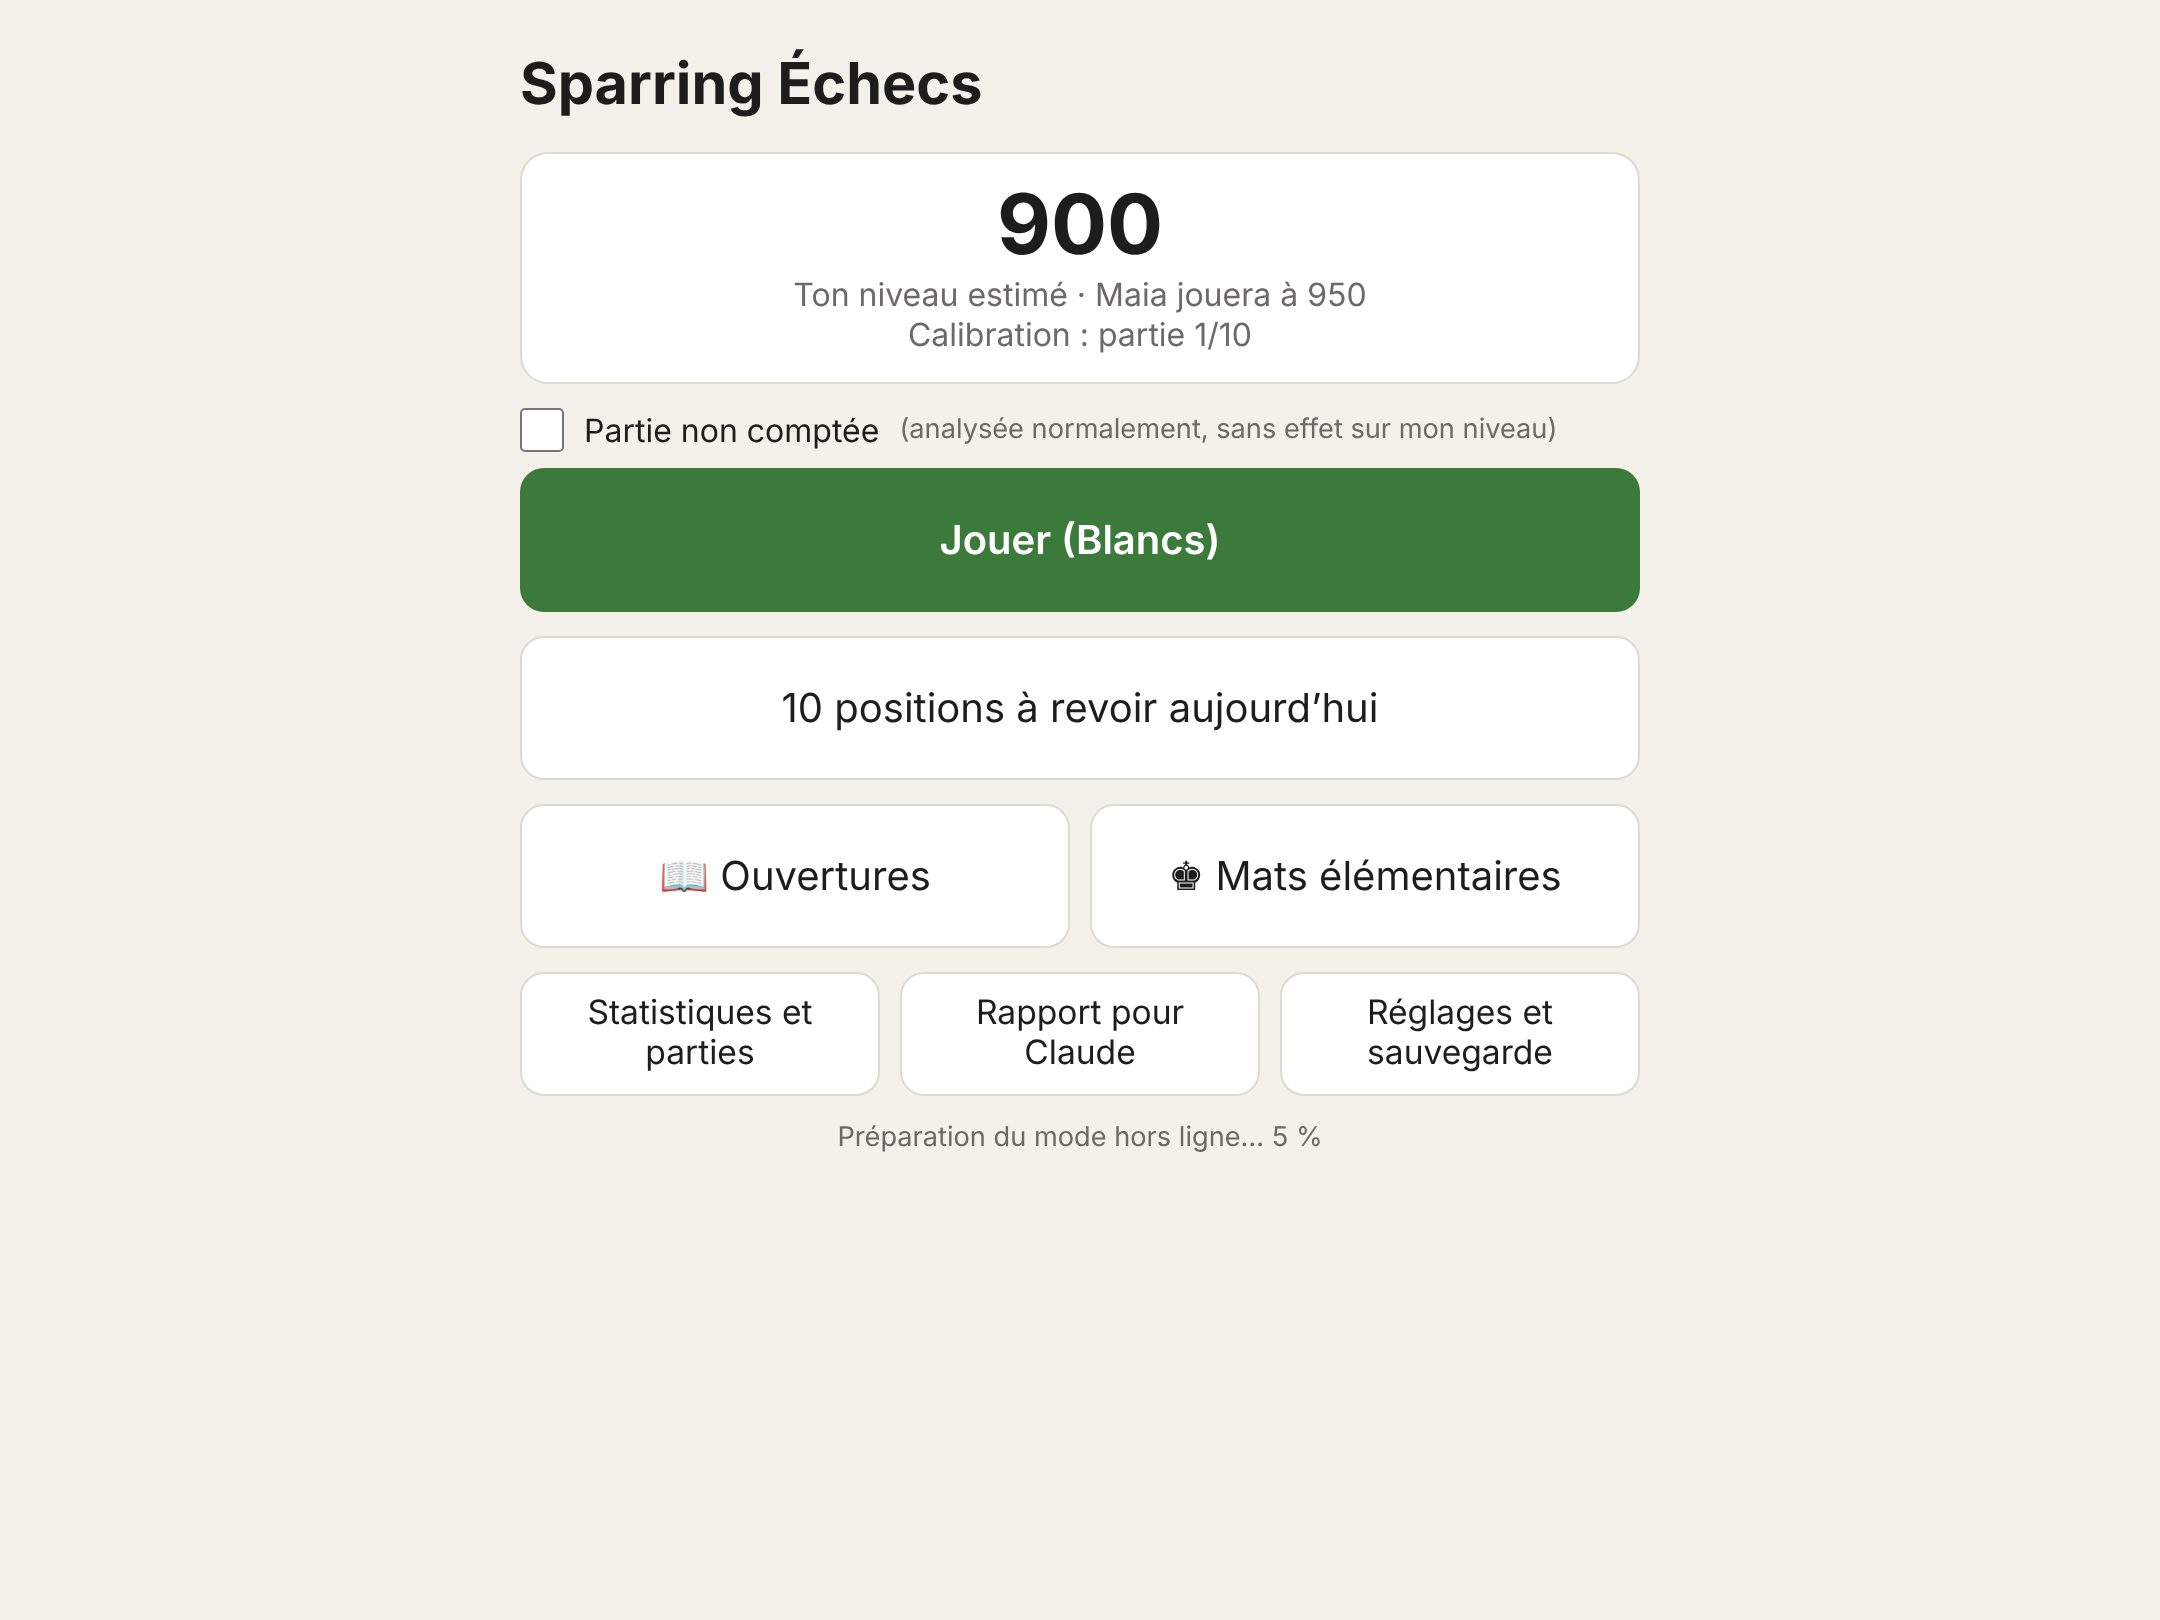 Sparring Échecs
900
Ton niveau estimé · Maia jouera à 950
Calibration : partie 1/10
Partie non comptée (analysée normalement, sans effet sur mon niveau)
Jouer (Blancs)
10 positions à revoir aujourd’hui
📖 Ouvertures
♚ Mats élémentaires
Statistiques et
parties
Rapport pour
Claude
Réglages et
sauvegarde
Préparation du mode hors ligne… 5 %